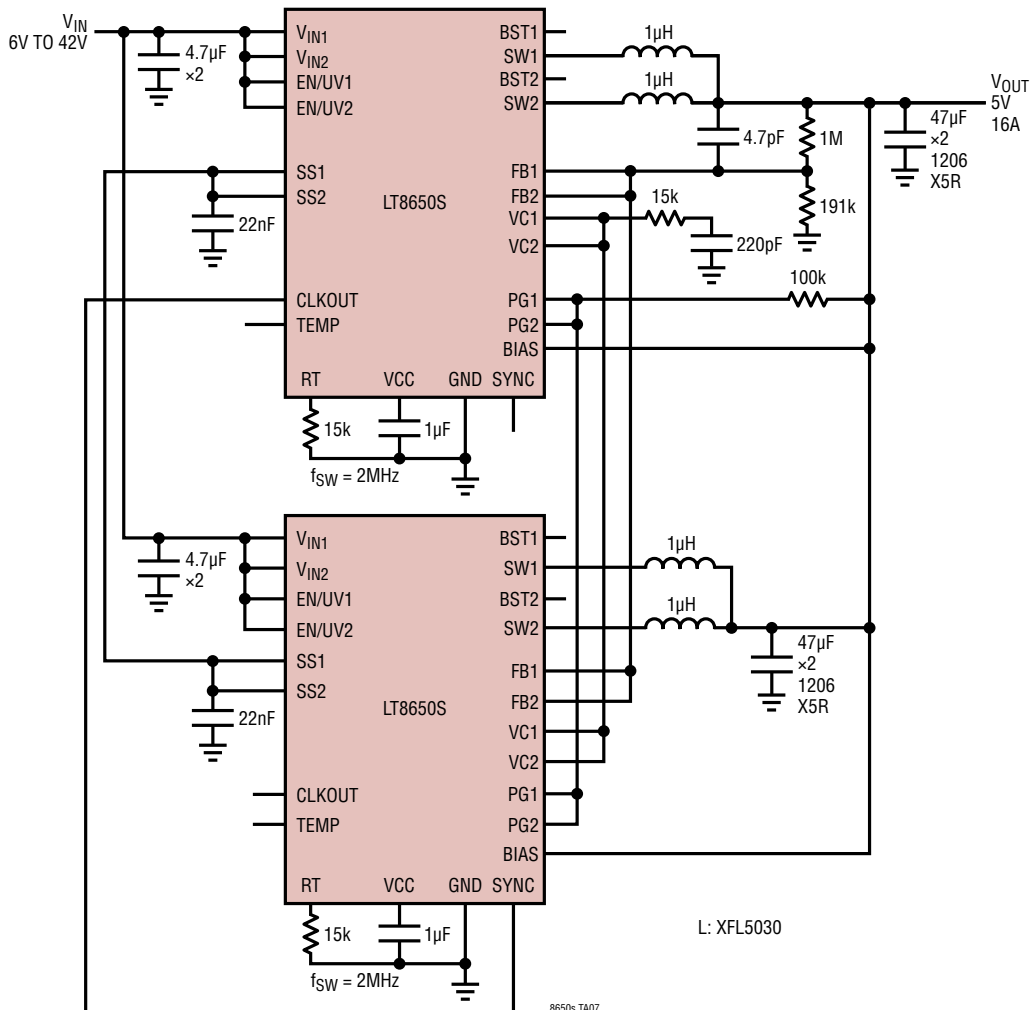 VIN
6V TO 42V
4.7µF
×2
VIN1
VIN2
EN/UV1
EN/UV2
SS1
SS2
22nF
CLKOUT
TEMP
RT
VCC
GND
SYNC
LT8650S
BST1
SW1
BST2
SW2
FB1
FB2
VC1
VC2
PG1
PG2
BIAS
1µH
1µH
4.7pF
1M
191k
15k
220pF
100k
47µF
×2
1206
X5R
VOUT
5V
16A
15k
1µF
fSW = 2MHz
4.7µF
×2
VIN1
VIN2
EN/UV1
EN/UV2
SS1
SS2
22nF
CLKOUT
TEMP
RT
VCC
GND
SYNC
LT8650S
BST1
SW1
BST2
SW2
FB1
FB2
VC1
VC2
PG1
PG2
BIAS
1µH
1µH
47µF
×2
1206
X5R
15k
1µF
fSW = 2MHz
L: XFL5030
8650s TA07